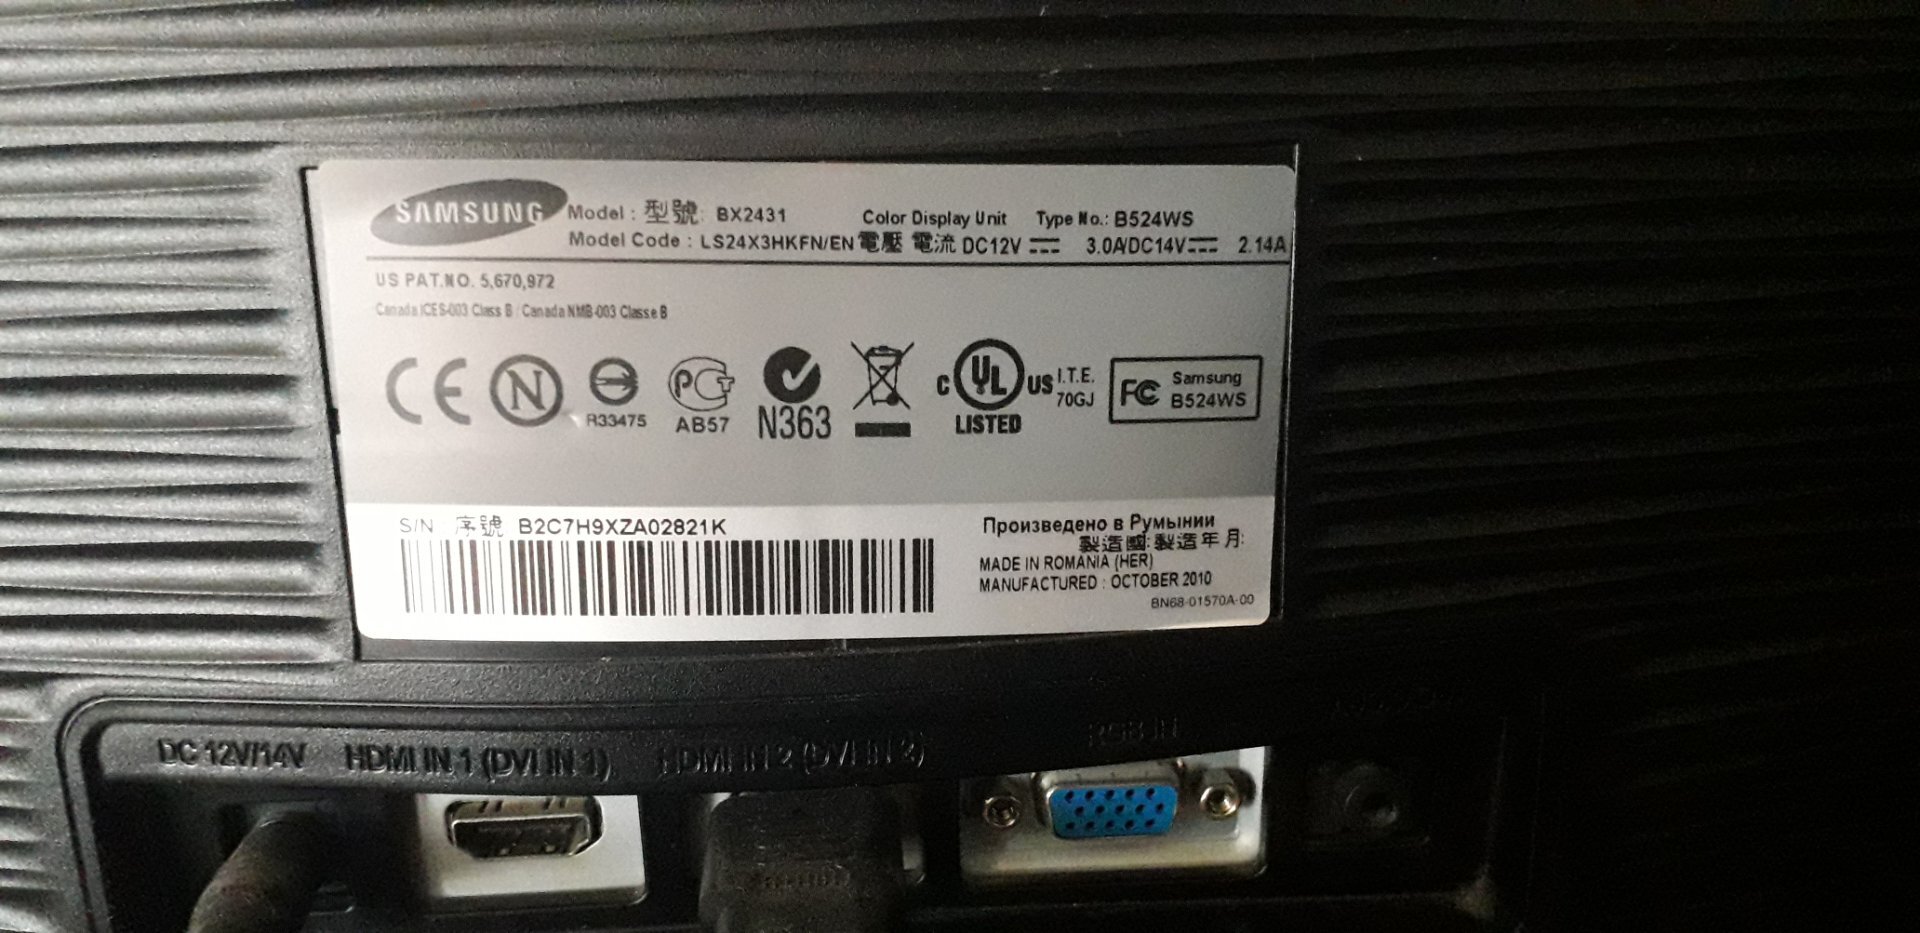 SAMSUNG
Model : 型號: BX2431 Color Display Unit Type No.: B524WS
Model Code : LS24X3HKFN/EN 電壓 電流 DC12V 3.0A/DC14V 2.14A
US PAT.NO. 5,670,972
Canada ICES-003 Class B / Canada NMB-003 Classe B
CE N R33475 PCT AB57 N363 C UL US LISTED I.T.E. 70GJ FC Samsung B524WS
S/N 序號 B2C7H9XZA02821K
Произведено в Румынии
製造國: 製造年月:
MADE IN ROMANIA (HER)
MANUFACTURED : OCTOBER 2010
BN68-01570A-00
DC 12V/14V HDMI IN 1 (DVI IN 1) HDMI IN 2 (DVI IN 2) RGB IN